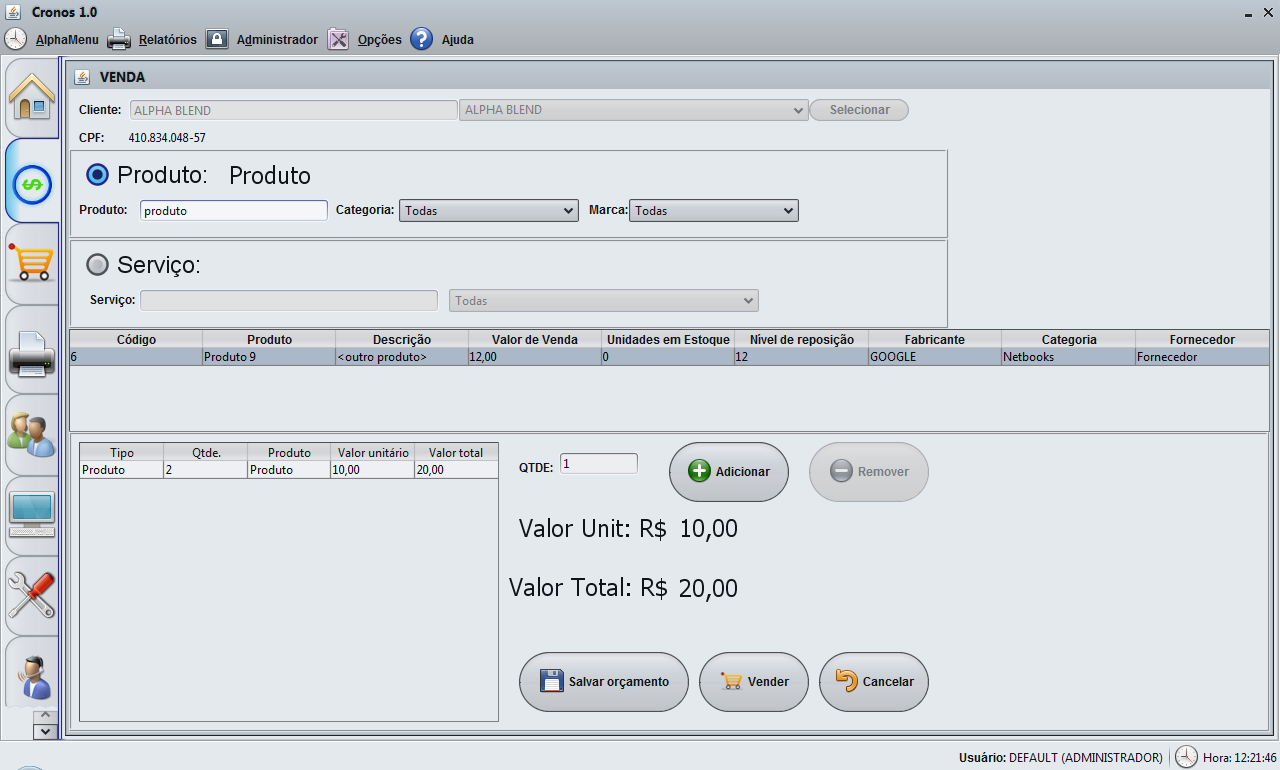 Cronos 1.0
AlphaMenu Relatórios Administrador Opções Ajuda
VENDA
Cliente: ALPHA BLEND ALPHA BLEND Selecionar
CPF: 410.834.048-57
Produto: Produto
Produto: produto Categoria: Todas Marca: Todas
Serviço:
Serviço: Todas
Código Produto Descrição Valor de Venda Unidades em Estoque Nível de reposição Fabricante Categoria Fornecedor
6 Produto 9 <outro produto> 12,00 0 12 GOOGLE Netbooks Fornecedor
Tipo Qtde. Produto Valor unitário Valor total
Produto 2 Produto 10,00 20,00
QTDE: 1 Adicionar Remover
Valor Unit: R$ 10,00
Valor Total: R$ 20,00
Salvar orçamento Vender Cancelar
Usuário: DEFAULT (ADMINISTRADOR) Hora: 12:21:46